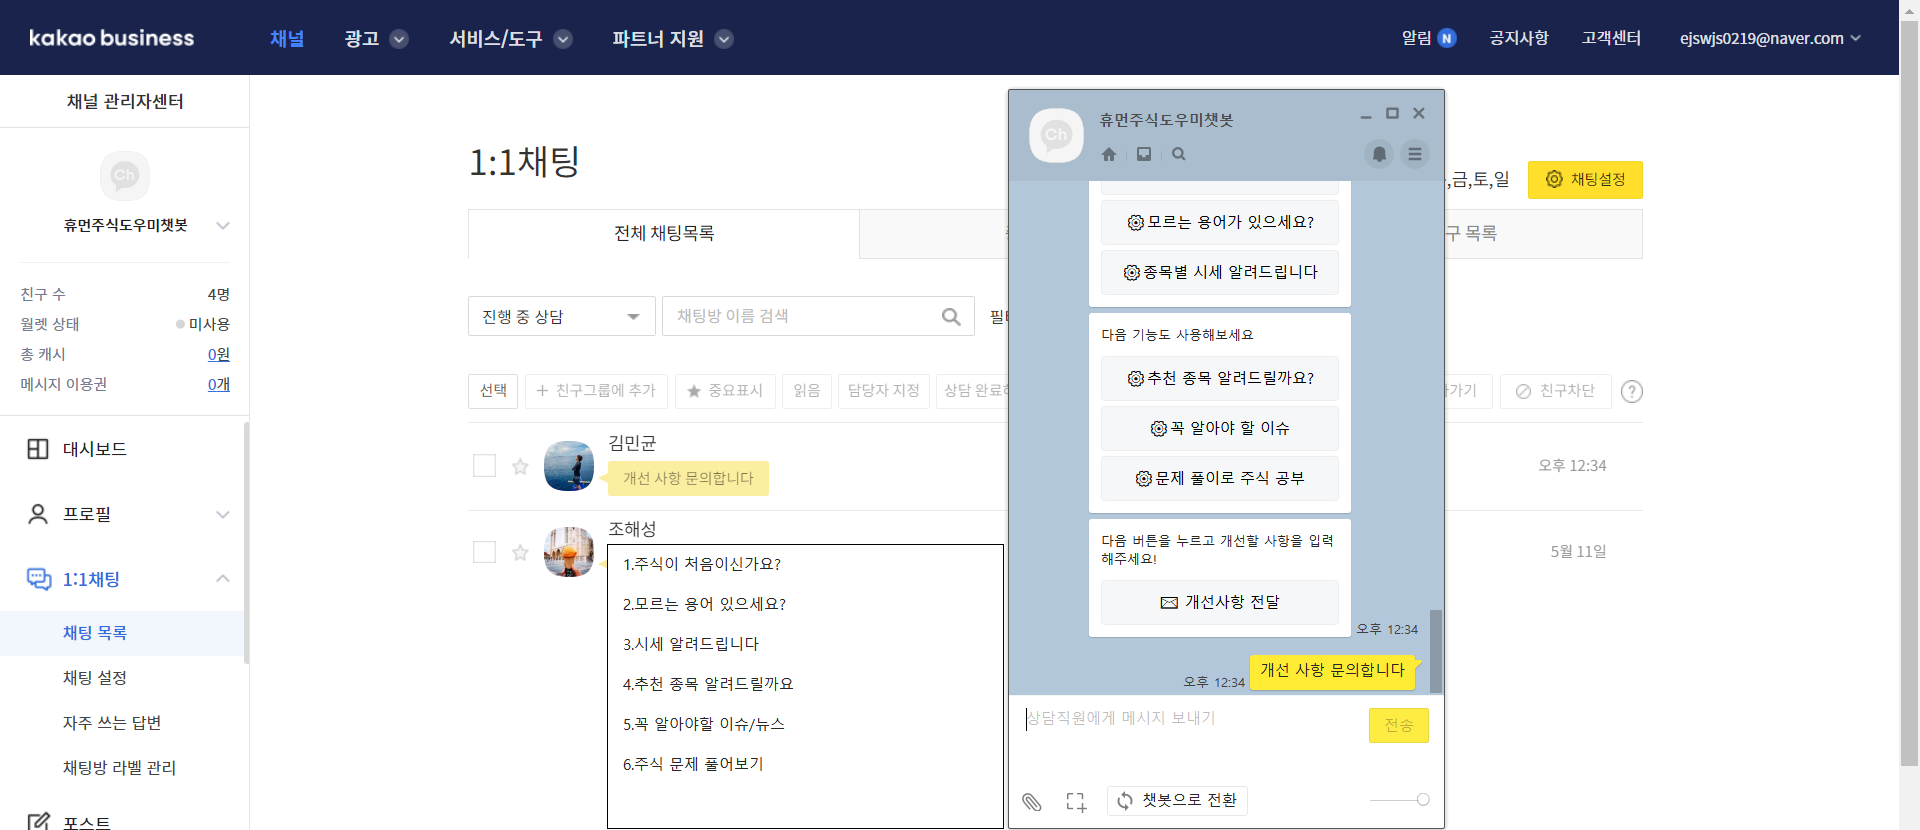 kakao business
채널
광고
서비스/도구
파트너 지원
알림 N
공지사항
고객센터
ejswjs0219@naver.com
채널 관리자센터
Ch
휴먼주식도우미챗봇
친구 수 4명
월렛 상태 미사용
총 캐시 0원
메시지 이용권 0개
대시보드
프로필
1:1채팅
채팅 목록
채팅 설정
자주 쓰는 답변
채팅방 라벨 관리
포스트
1:1채팅
,금,토,일
채팅설정
전체 채팅목록
구 목록
진행 중 상담
채팅방 이름 검색
선택
+ 친구그룹에 추가
중요표시
읽음
담당자 지정
상담 완료
가기
친구차단
?
김민균
개선 사항 문의합니다
오후 12:34
조해성
5월 11일
1.주식이 처음이신가요?
2.모르는 용어 있으세요?
3.시세 알려드립니다
4.추천 종목 알려드릴까요
5.꼭 알아야할 이슈/뉴스
6.주식 문제 풀어보기
Ch
휴먼주식도우미챗봇
모르는 용어가 있으세요?
종목별 시세 알려드립니다
다음 기능도 사용해보세요
추천 종목 알려드릴까요?
꼭 알아야 할 이슈
문제 풀이로 주식 공부
다음 버튼을 누르고 개선할 사항을 입력
해주세요!
개선사항 전달
오후 12:34
개선 사항 문의합니다
오후 12:34
상담직원에게 메시지 보내기
전송
챗봇으로 전환